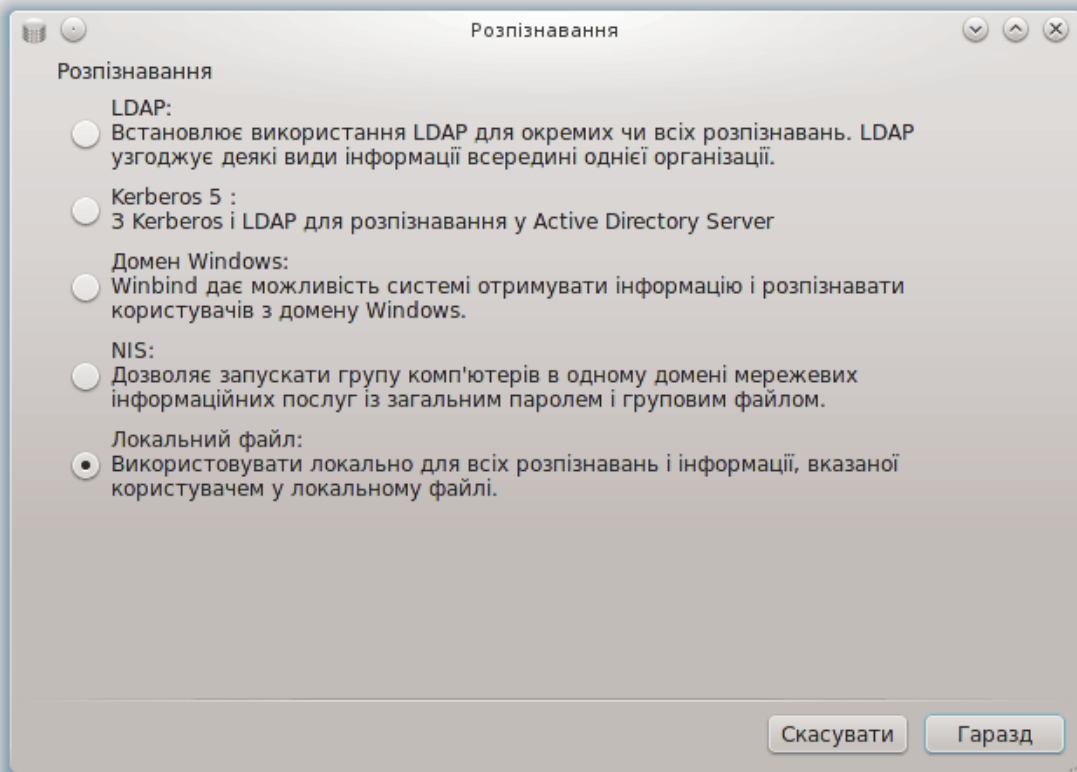 Розпізнавання
Розпізнавання
LDAP:
Встановлює використання LDAP для окремих чи всіх розпізнавань. LDAP
узгоджує деякі види інформації всередині однієї організації.
Kerberos 5 :
З Kerberos і LDAP для розпізнавання у Active Directory Server
Домен Windows:
Winbind дає можливість системі отримувати інформацію і розпізнавати
користувачів з домену Windows.
NIS:
Дозволяє запускати групу комп'ютерів в одному домені мережевих
інформаційних послуг із загальним паролем і груповим файлом.
Локальний файл:
Використовувати локально для всіх розпізнавань і інформації, вказаної
користувачем у локальному файлі.
Скасувати
Гаразд